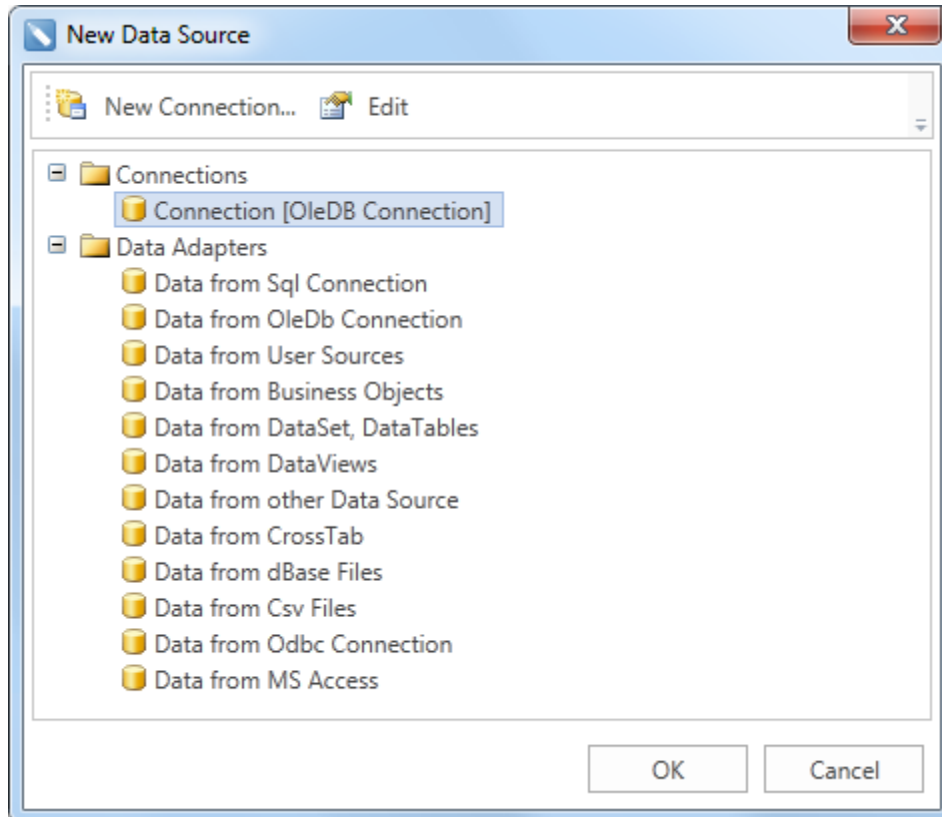 New Data Source
New Connection... Edit
Connections
Connection [OleDB Connection]
Data Adapters
Data from Sql Connection
Data from OleDb Connection
Data from User Sources
Data from Business Objects
Data from DataSet, DataTables
Data from DataViews
Data from other Data Source
Data from CrossTab
Data from dBase Files
Data from Csv Files
Data from Odbc Connection
Data from MS Access
OK Cancel